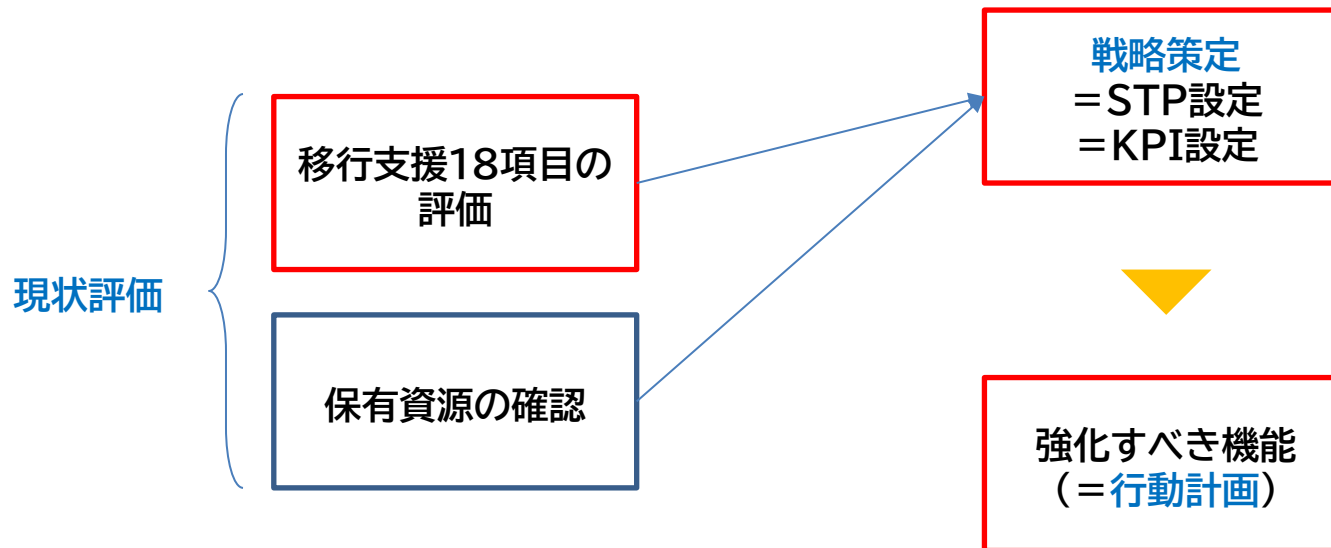 現状評価
移行支援18項目の
評価
保有資源の確認
戦略策定
＝STP設定
＝KPI設定
強化すべき機能
（＝行動計画）